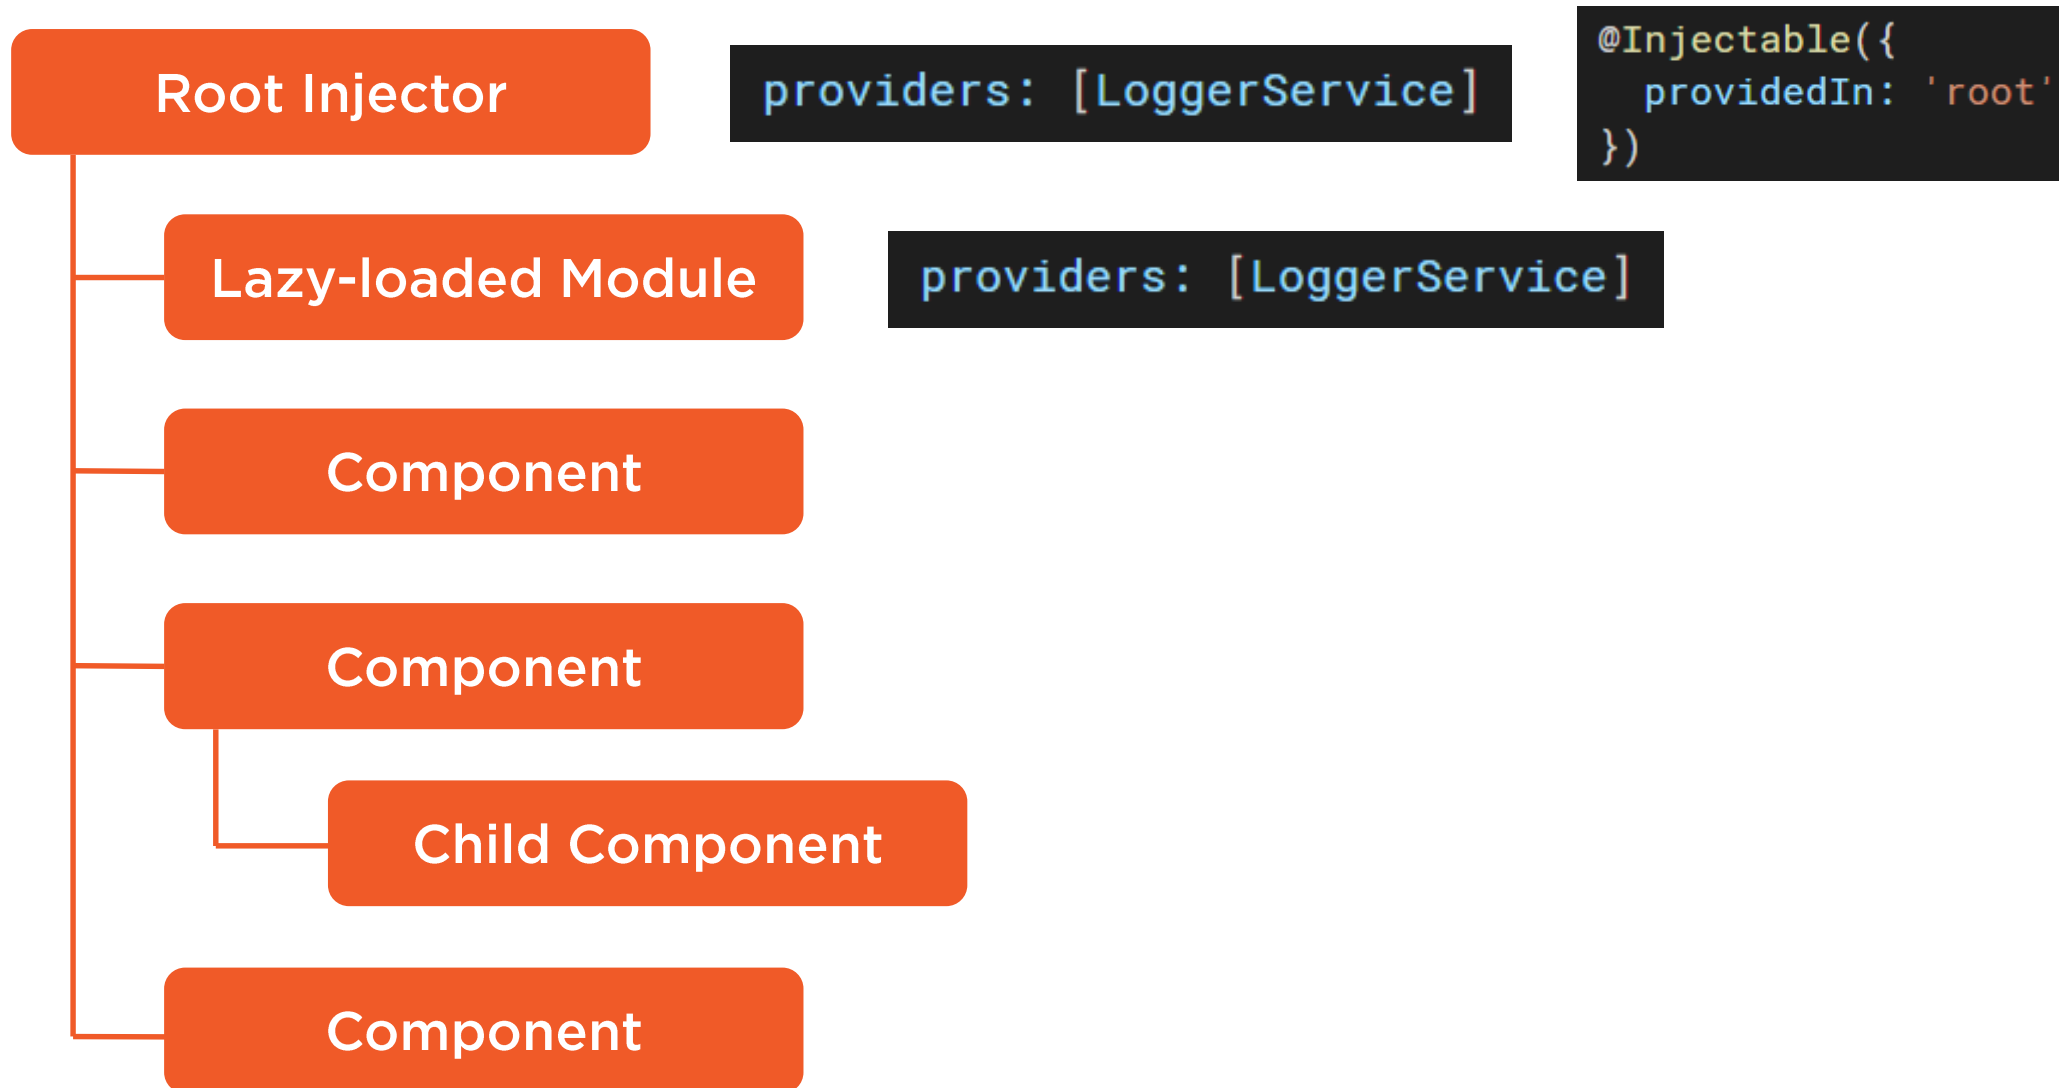 Root Injector
providers: [LoggerService]
@Injectable({
providedIn: 'root'
})
Lazy-loaded Module
providers: [LoggerService]
Component
Component
Child Component
Component